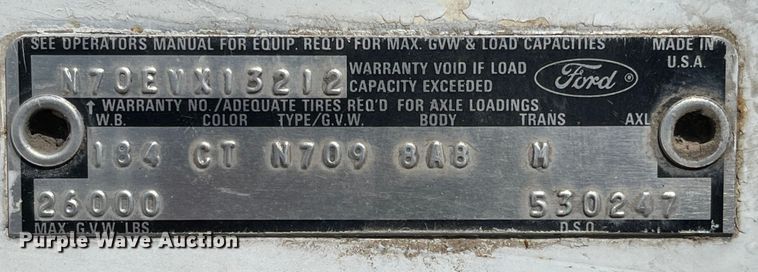 SEE OPERATORS MANUAL FOR EQUIP. REQ'D FOR MAX. GVW & LOAD CAPACITIES
MADE IN
U.S.A.
N70EVX13212
WARRANTY VOID IF LOAD
CAPACITY EXCEEDED
Ford
®
↑ WARRANTY NO./ADEQUATE TIRES REQ'D FOR AXLE LOADINGS
W.B. COLOR TYPE/G.V.W. BODY TRANS AXL
184 CT N709 8A8 M
26000 530247
MAX. G.V.W. LBS. D.S.O.
Purple Wave Auction